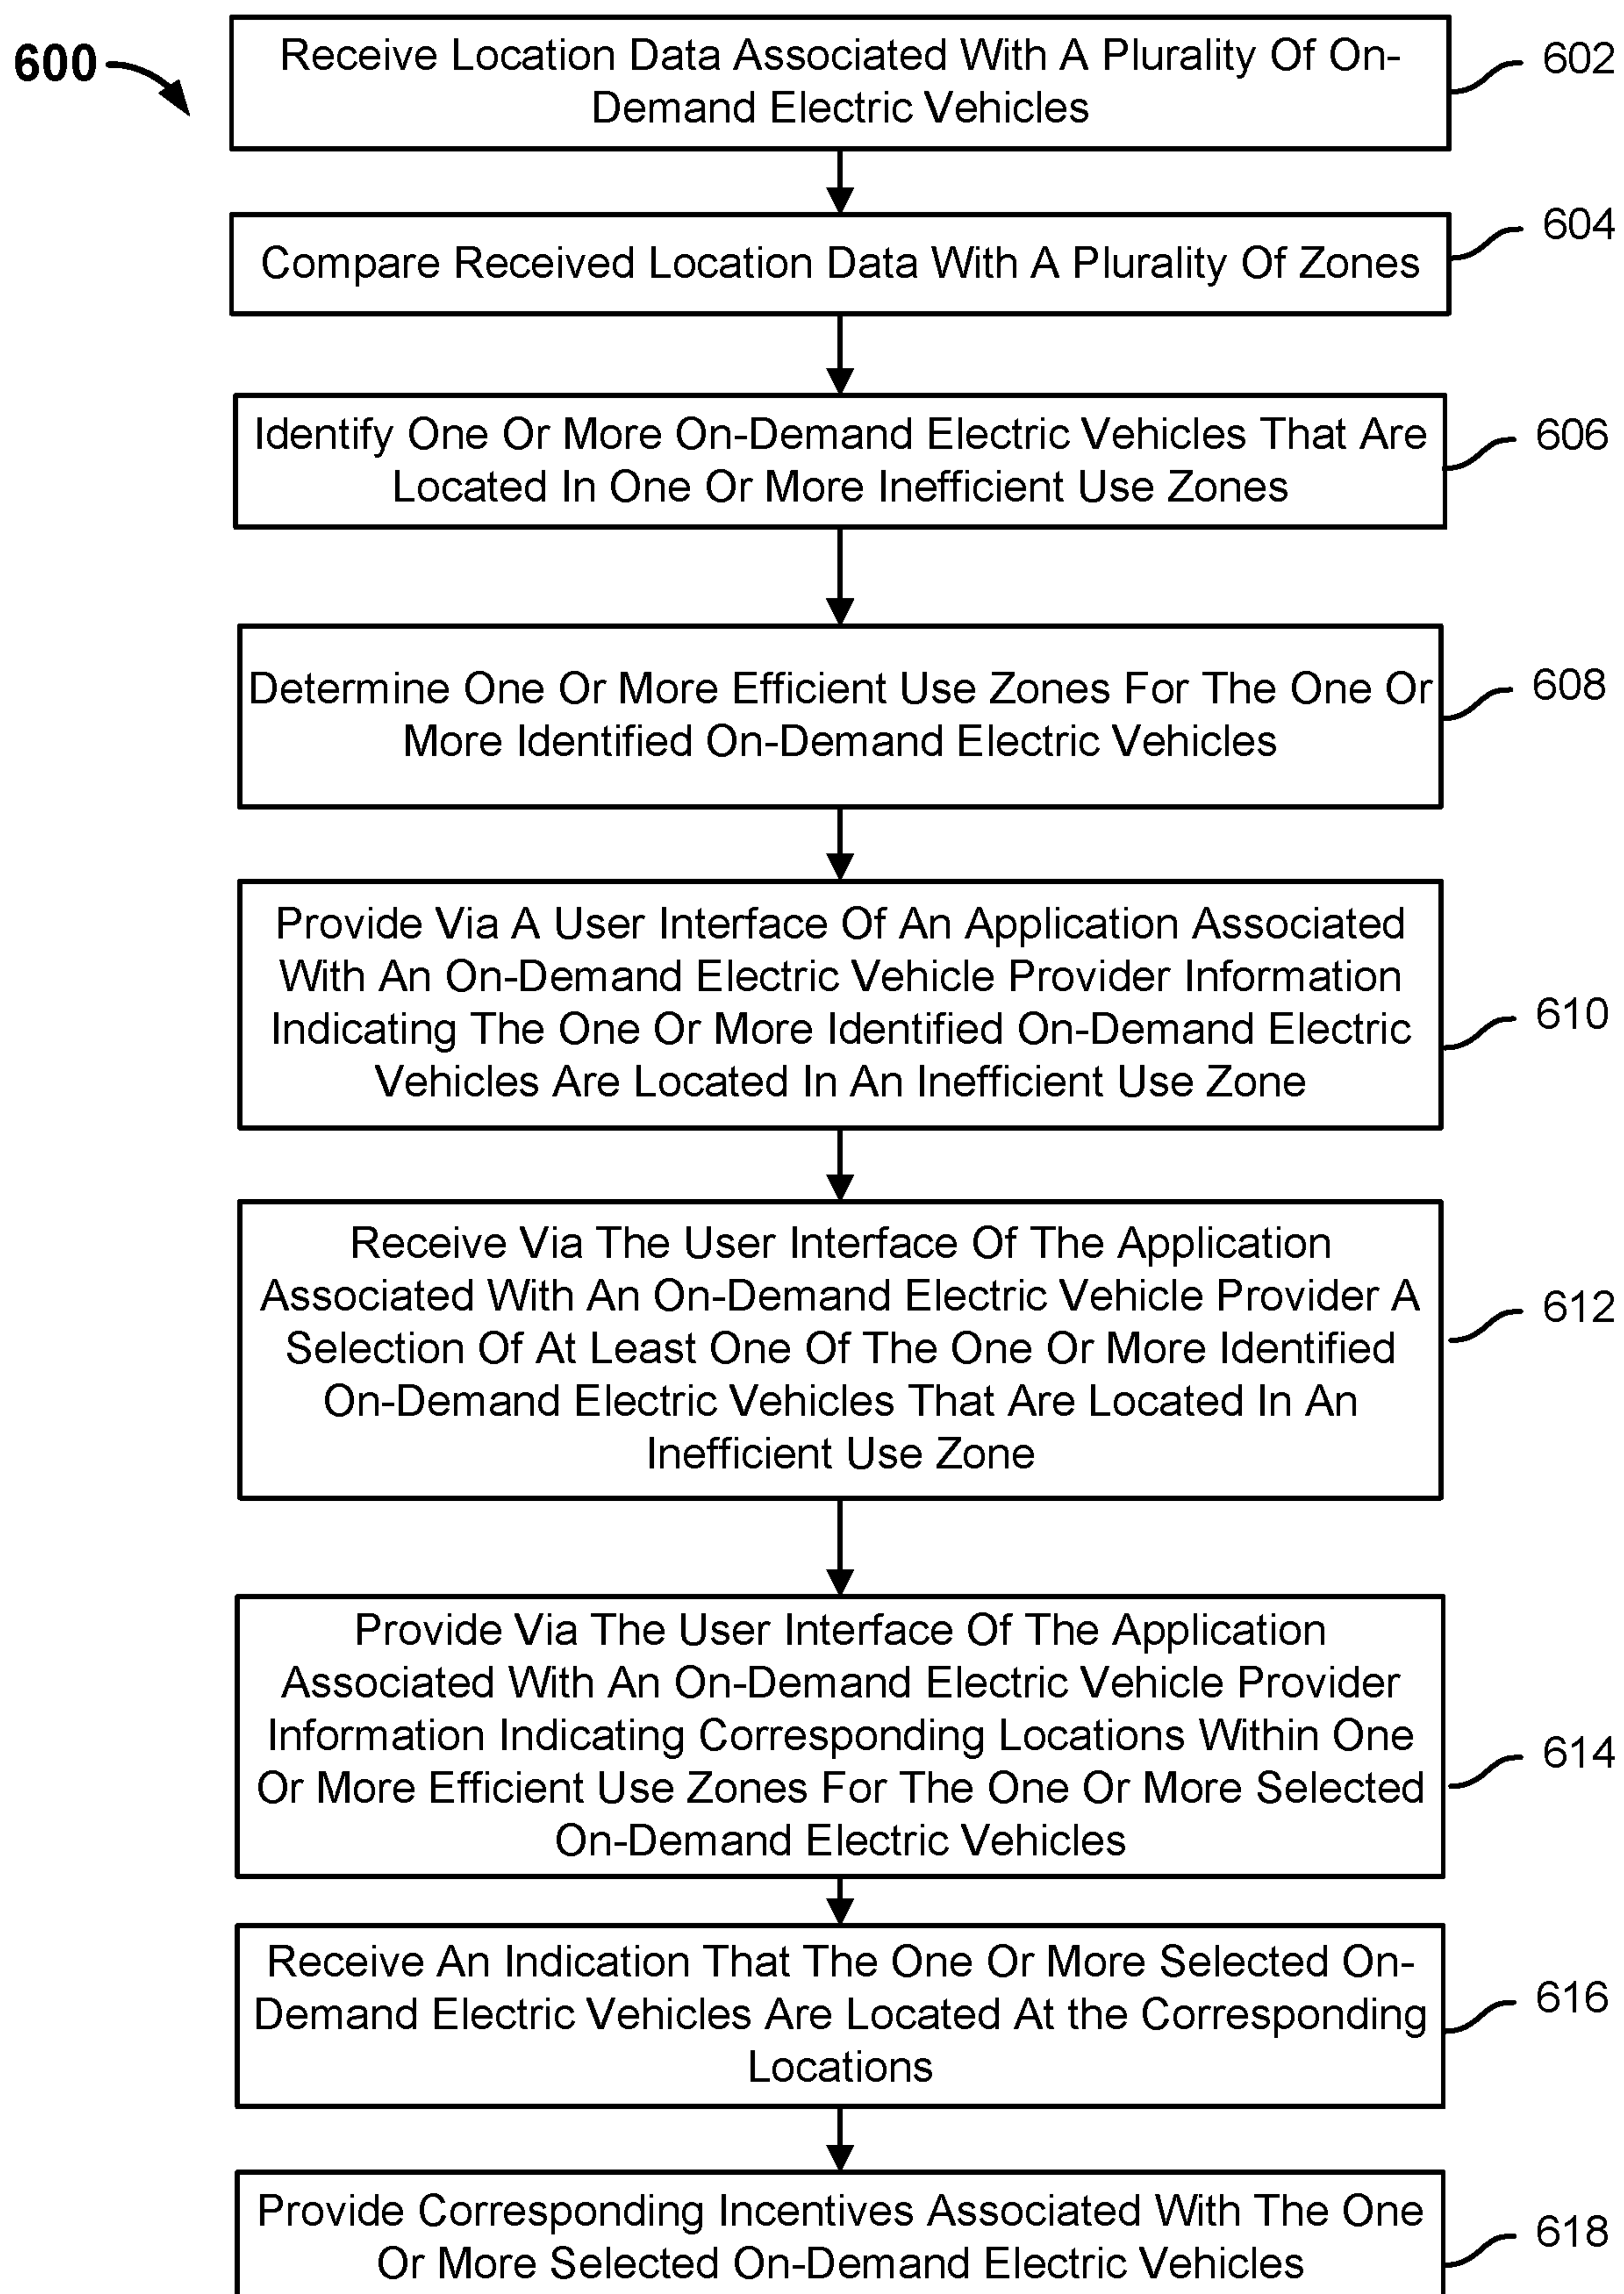 600
Receive Location Data Associated With A Plurality Of On-
Demand Electric Vehicles
602
Compare Received Location Data With A Plurality Of Zones
604
Identify One Or More On-Demand Electric Vehicles That Are
Located In One Or More Inefficient Use Zones
606
Determine One Or More Efficient Use Zones For The One Or
More Identified On-Demand Electric Vehicles
608
Provide Via A User Interface Of An Application Associated
With An On-Demand Electric Vehicle Provider Information
Indicating The One Or More Identified On-Demand Electric
Vehicles Are Located In An Inefficient Use Zone
610
Receive Via The User Interface Of The Application
Associated With An On-Demand Electric Vehicle Provider A
Selection Of At Least One Of The One Or More Identified
On-Demand Electric Vehicles That Are Located In An
Inefficient Use Zone
612
Provide Via The User Interface Of The Application
Associated With An On-Demand Electric Vehicle Provider
Information Indicating Corresponding Locations Within One
Or More Efficient Use Zones For The One Or More Selected
On-Demand Electric Vehicles
614
Receive An Indication That The One Or More Selected On-
Demand Electric Vehicles Are Located At the Corresponding
Locations
616
Provide Corresponding Incentives Associated With The One
Or More Selected On-Demand Electric Vehicles
618